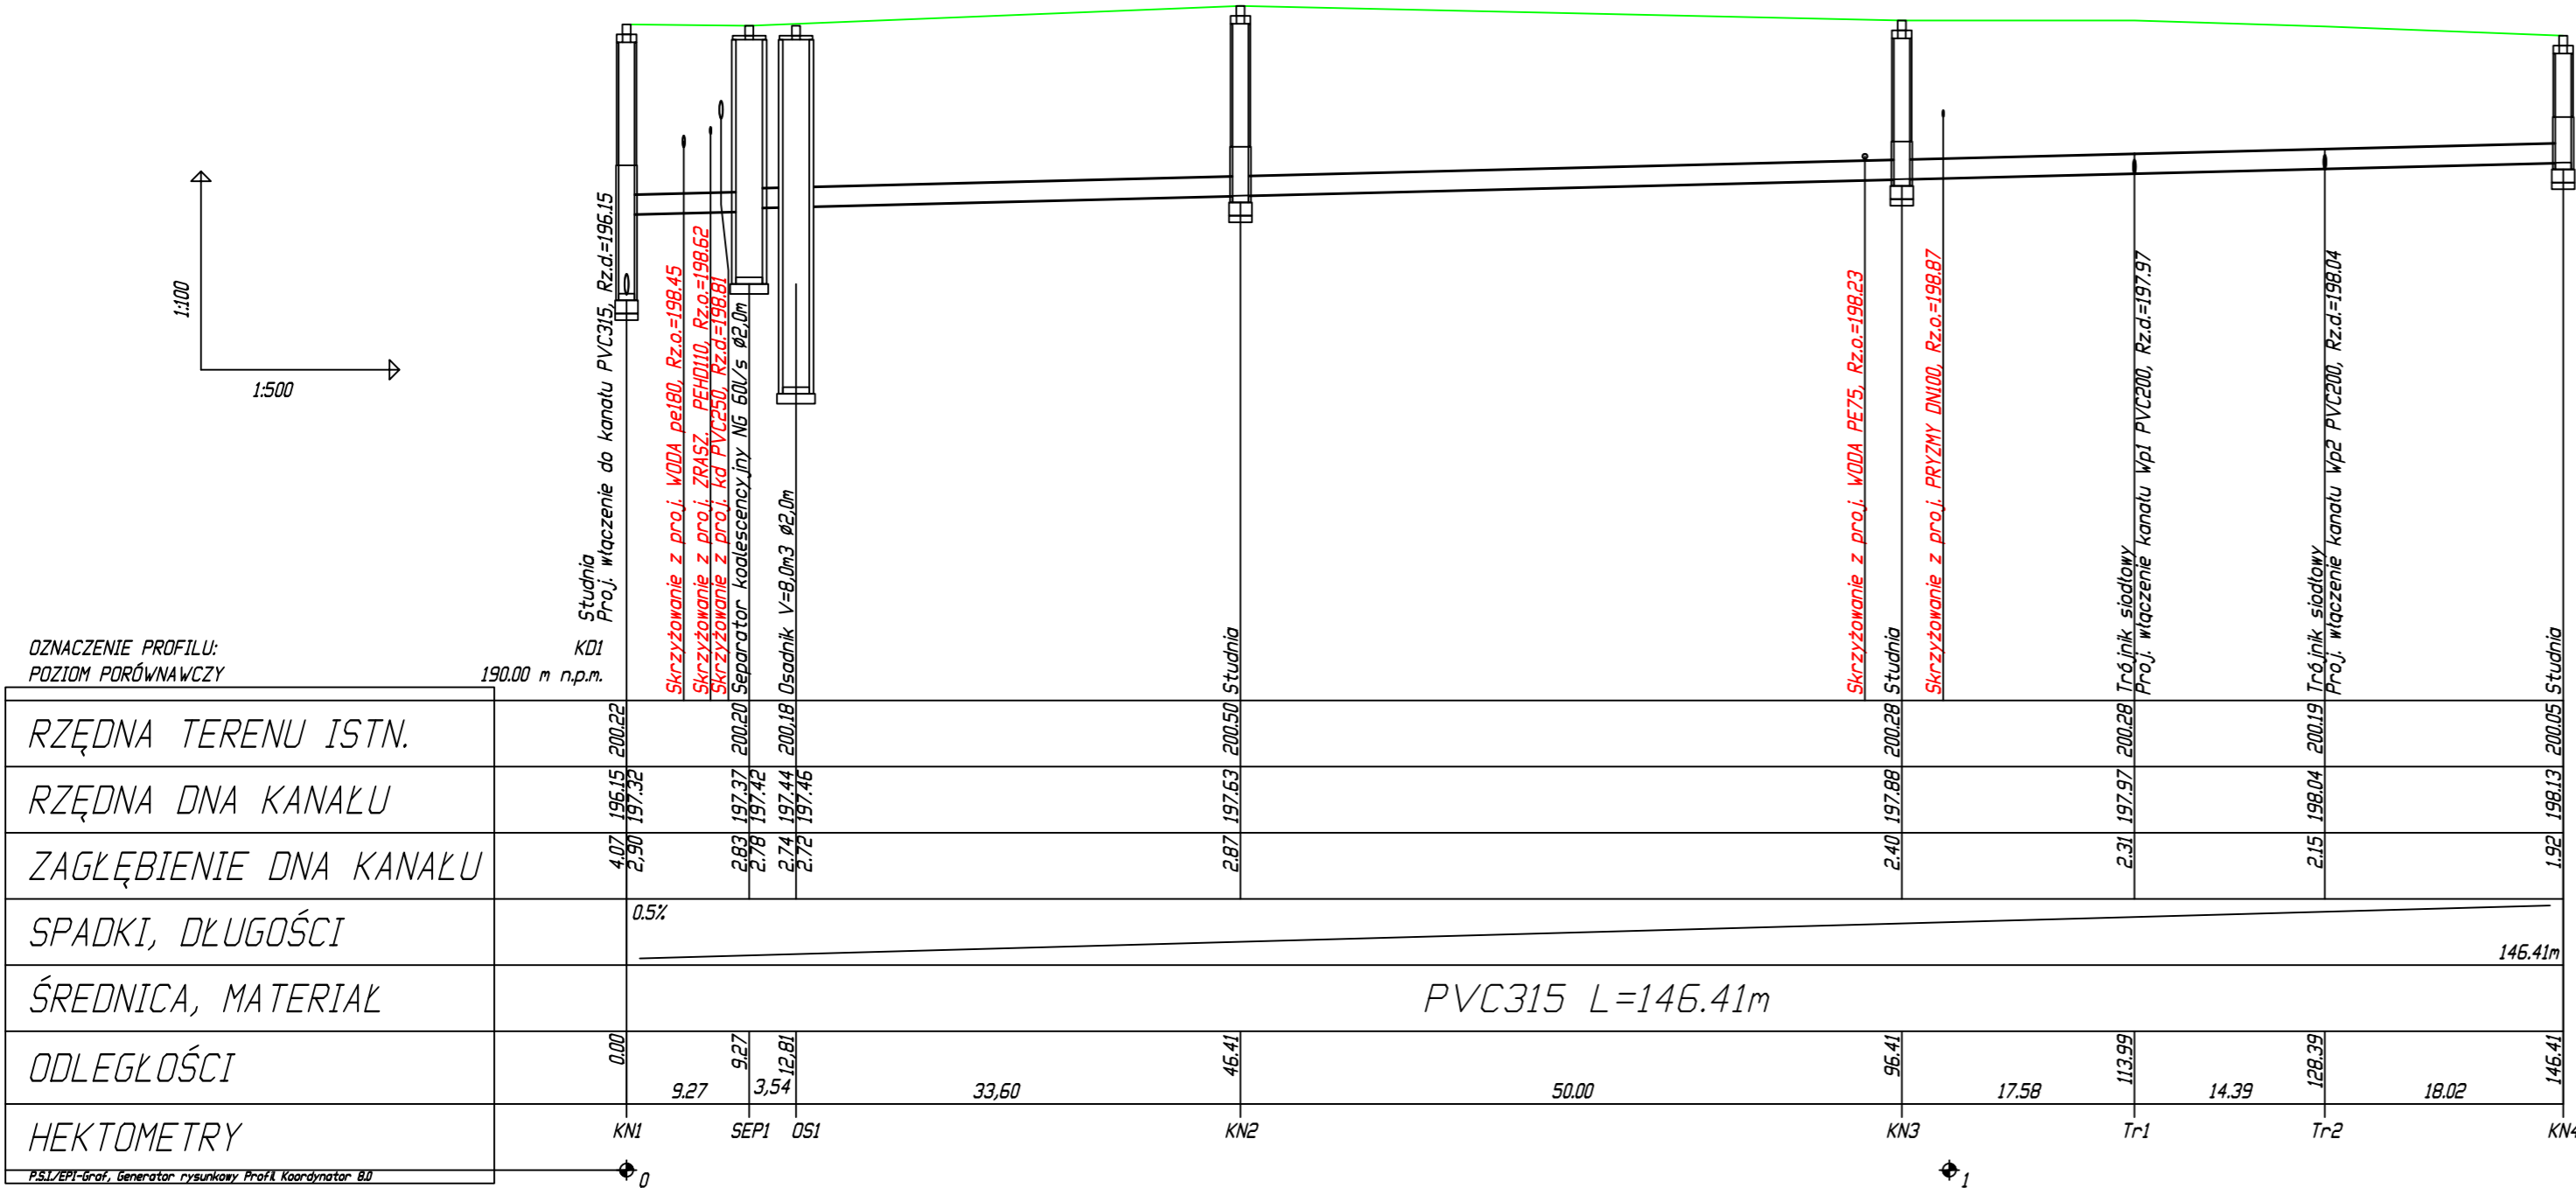 1:100
1:500
Studnia
Proj. włączenie do kanału PVC315, Rz.d.=196.15
Skrzyżowanie z proj. WODA pe180, Rz.o.=198.45
Skrzyżowanie z proj. ZRASZ. PEHD110, Rz.o.=198.62
Skrzyżowanie z proj. kd PVC250, Rz.d.=198.81
Separator koalescencyjny NG 60l/s ø2,0m
Osadnik V=8,0m3 ø2,0m
Studnia
Skrzyżowanie z proj. WODA PE75, Rz.o.=198.23
Studnia
Skrzyżowanie z proj. PRYZMY DN100, Rz.o.=198.87
Trójnik siodłowy
Proj. włączenie kanału Wp1 PVC200, Rz.d.=197.97
Trójnik siodłowy
Proj. włączenie kanału Wp2 PVC200, Rz.d.=198.04
Studnia
OZNACZENIE PROFILU: KD1
POZIOM PORÓWNAWCZY 190.00 m n.p.m.
RZĘDNA TERENU ISTN. 200.22 200.20 200.18 200.50 200.28 200.28 200.19 200.05
RZĘDNA DNA KANAŁU 196.15 197.32 197.37 197.42 197.44 197.46 197.63 197.88 197.97 198.04 198.13
ZAGŁĘBIENIE DNA KANAŁU 4.07 2,90 2.83 2.78 2.74 2.72 2.87 2.40 2.31 2.15 1.92
SPADKI, DŁUGOŚCI 0.5% 146.41m
ŚREDNICA, MATERIAŁ PVC315 L=146.41m
ODLEGŁOŚCI 0.00 9.27 12,81 46.41 96.41 113.99 128.39 146.41
9.27 3,54 33,60 50.00 17.58 14.39 18.02
HEKTOMETRY KN1 SEP1 OS1 KN2 KN3 Tr1 Tr2 KN4
0 1
P.S.I./EPI-Graf, Generator rysunkowy Profil Koordynator 8.0